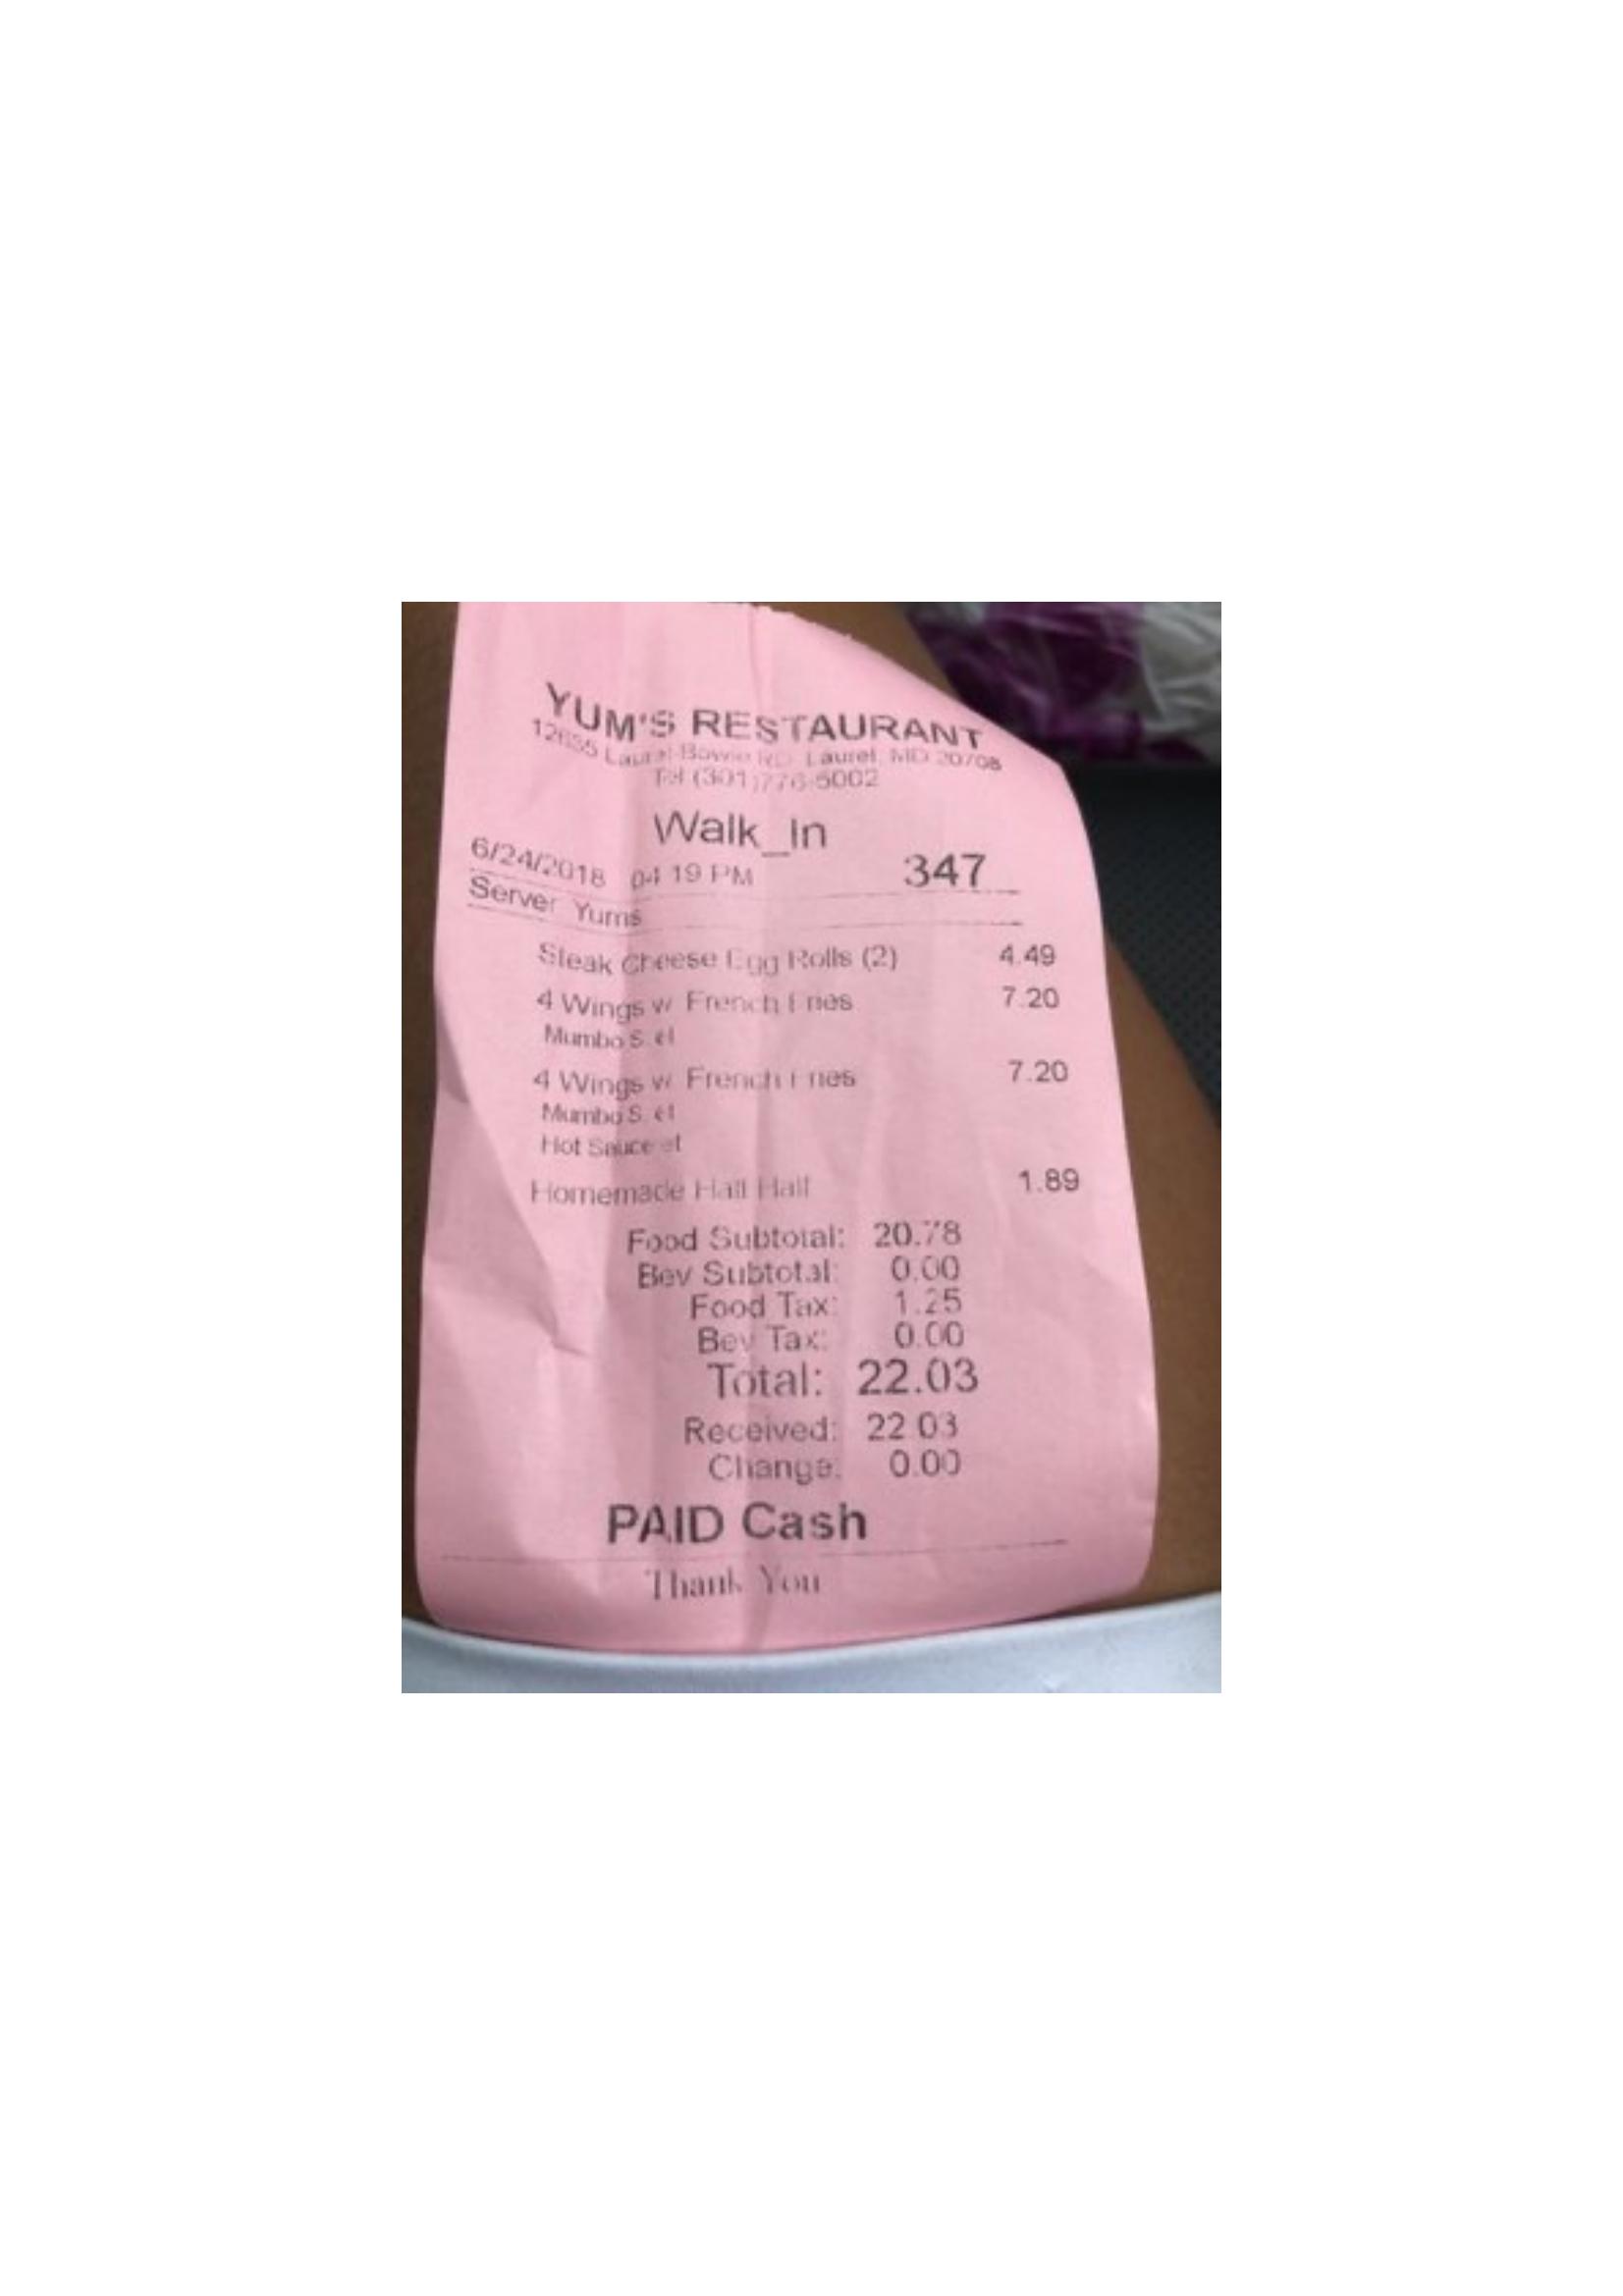 YUM'S RESTAURANT
Laurel-Bowie RD. Laurel, MD 20708
Tel (301)776-5002
Walk_In
6/24/2018 04:19 PM 347
Server Yums
Steak Cheese Egg Rolls (2) 4.49
4 Wings w/ French Fries 7.20
Mumbo S.
4 Wings w/ French Fries 7.20
Mumbo S.
Hot Sauce
Homemade Half Half 1.89
Food Subtotal: 20.78
Bev Subtotal: 0.00
Food Tax: 1.25
Bev Tax: 0.00
Total: 22.03
Received: 22.03
Change: 0.00
PAID Cash
Thank You